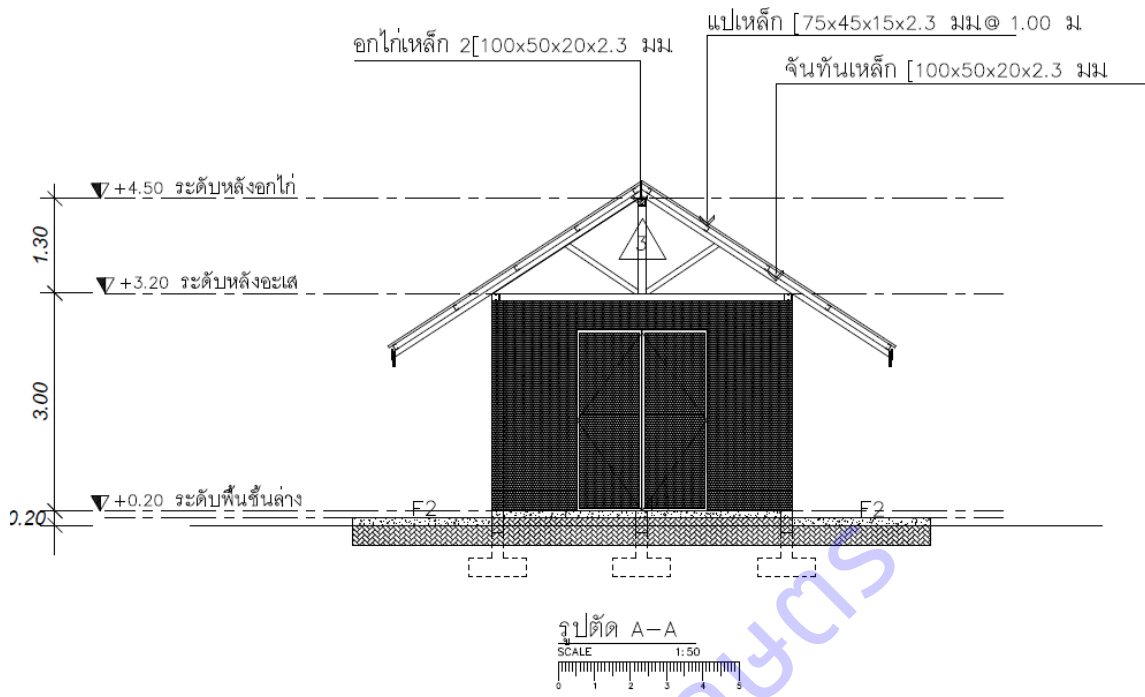 แปเหล็ก [75x45x15x2.3 มม.@ 1.00 ม.
อกไก่เหล็ก 2[100x50x20x2.3 มม.
จันทันเหล็ก [100x50x20x2.3 มม.
+4.50 ระดับหลังอกไก่
1.30
3
+3.20 ระดับหลังอะเส
3.00
+0.20 ระดับพื้นชั้นล่าง
F2 F2
0.20
รูปตัด A-A
SCALE 1:50
0 1 2 3 4 5